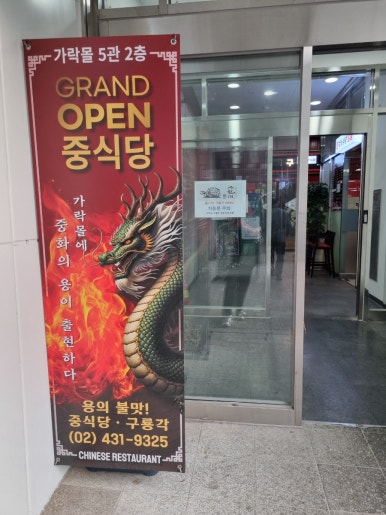 가락몰 5관 2층
GRAND
OPEN
중식당
가락몰에
중화의 용이 출현하다
용의 불맛!
중식당 · 구룡각
(02) 431-9325
CHINESE RESTAURANT